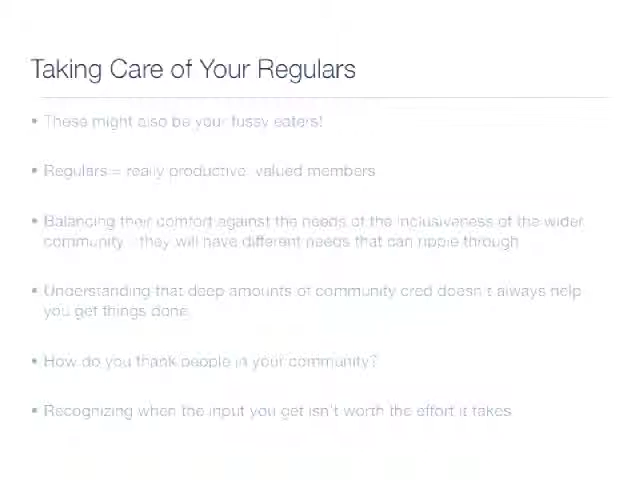 Taking Care of Your Regulars
• These might also be your fussy eaters!
• Regulars = really productive, valued members
• Balancing their comfort against the needs of the inclusiveness of the wider
community - they will have different needs that can ripple through
• Understanding that deep amounts of community cred doesn't always help
you get things done
• How do you thank people in your community?
• Recognizing when the input you get isn't worth the effort it takes